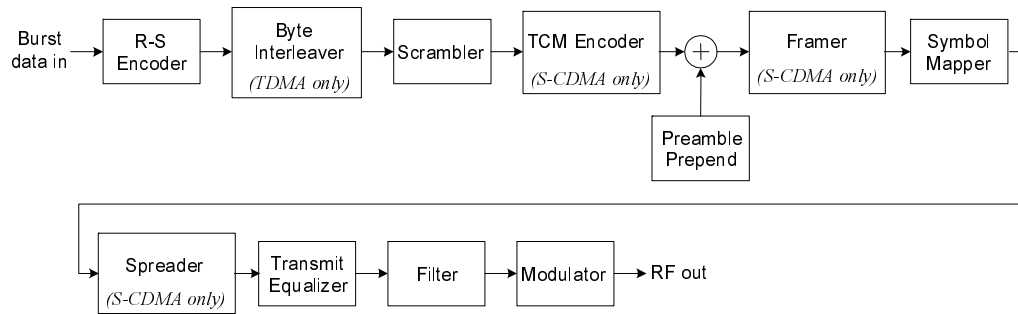 Burst
data in
R-S
Encoder
Byte
Interleaver
(TDMA only)
Scrambler
TCM Encoder
(S-CDMA only)
+
Framer
(S-CDMA only)
Symbol
Mapper
Preamble
Prepend
Spreader
(S-CDMA only)
Transmit
Equalizer
Filter
Modulator
RF out